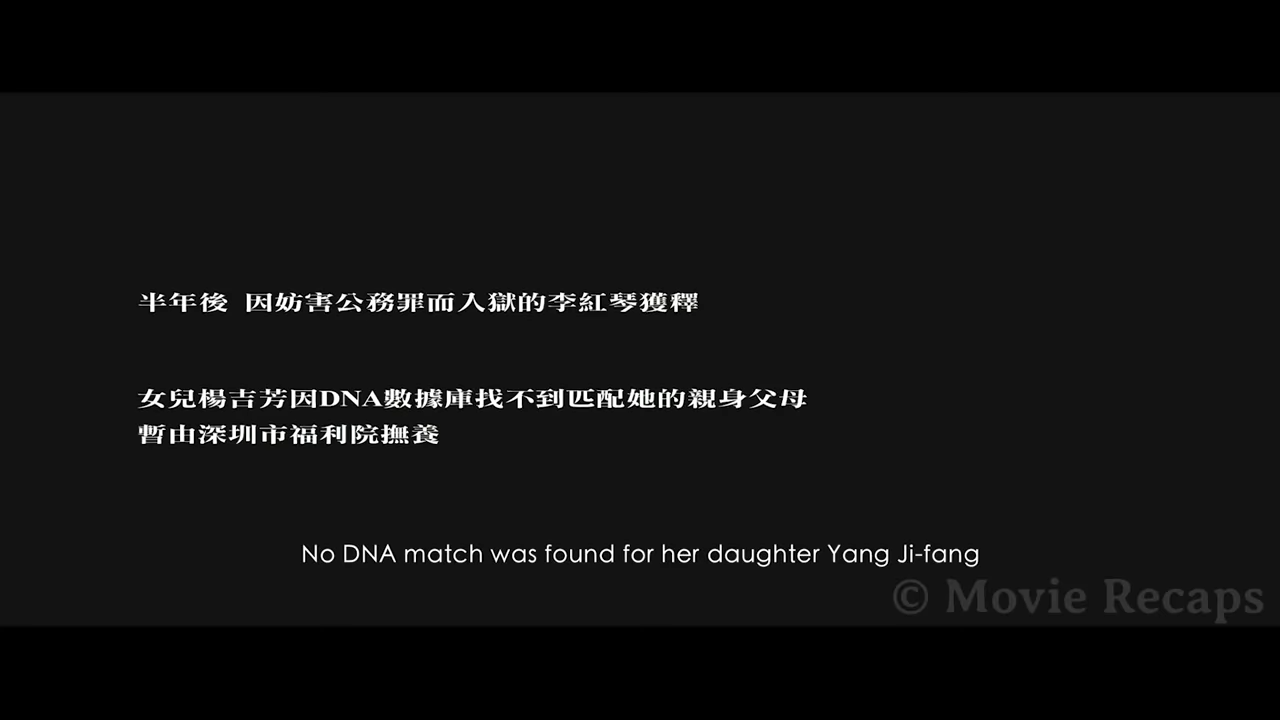 半年後 因妨害公務罪而入獄的李紅琴獲釋
女兒楊吉芳因DNA數據庫找不到匹配她的親身父母
暫由深圳市福利院撫養
No DNA match was found for her daughter Yang Ji-fang
© Movie Recaps